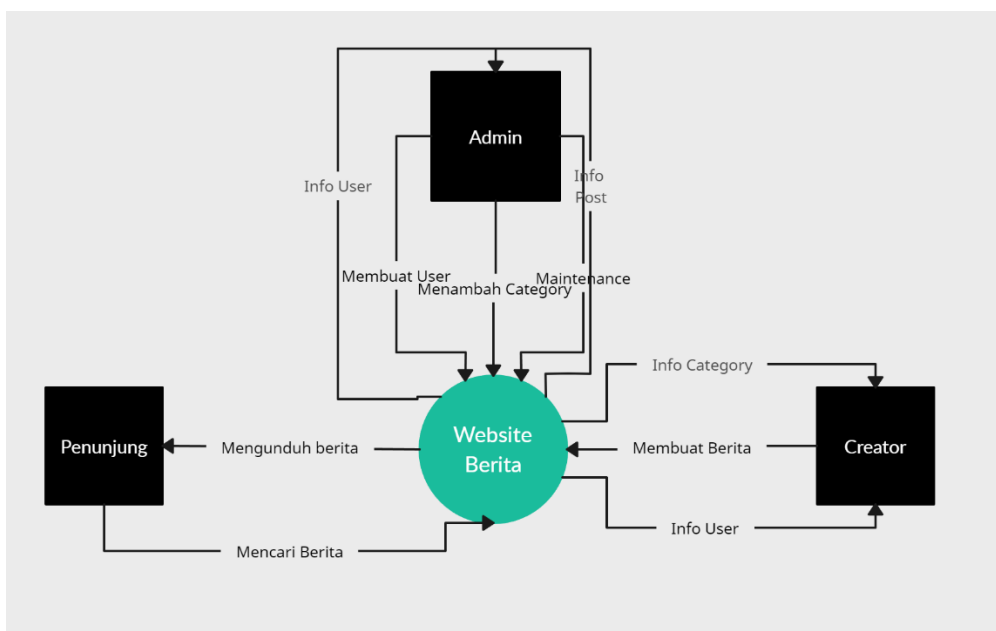 Admin
Info User
Info
Post
Membuat User
Menambah Category
Maintenance
Info Category
Penunjung
Mengunduh berita
Website
Berita
Membuat Berita
Creator
Info User
Mencari Berita